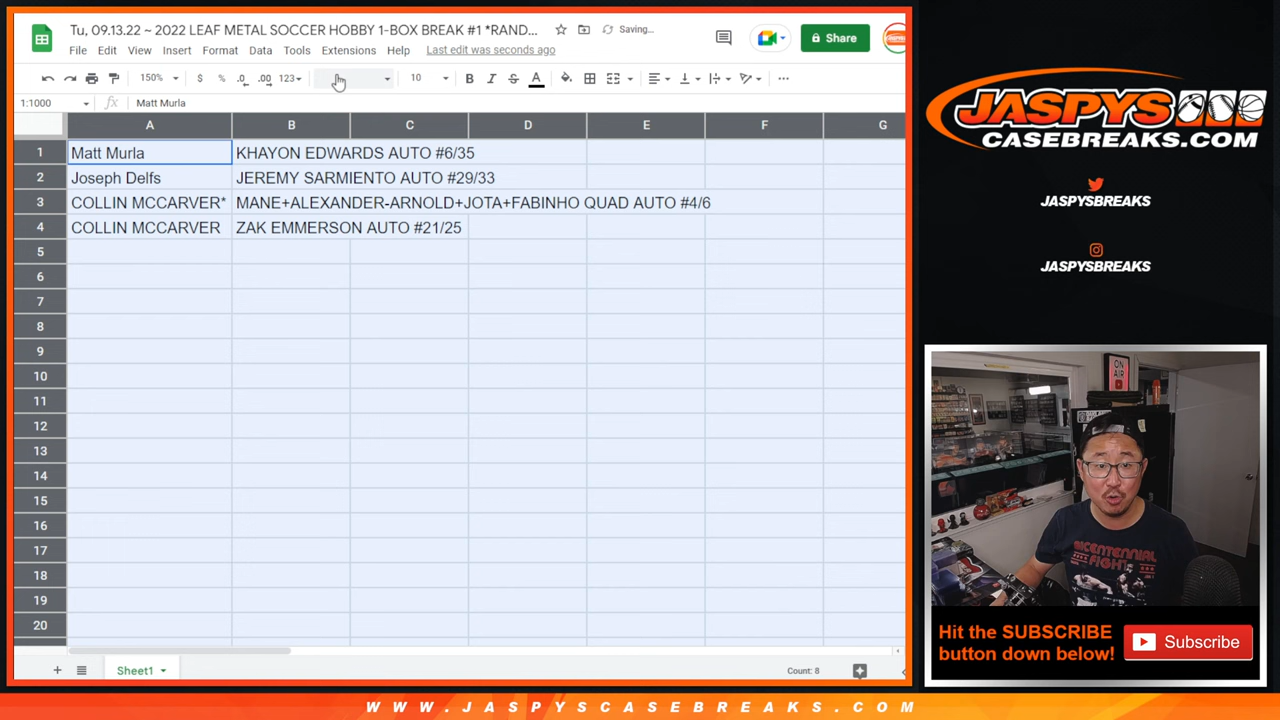 Tu, 09.13.22 ~ 2022 LEAF METAL SOCCER HOBBY 1-BOX BREAK #1 *RAND...
Saving...
File Edit View Insert Format Data Tools Extensions Help Last edit was seconds ago
Share
150% $ % .0 .00 123 10 B I S A
1:1000 fx Matt Murla
A B C D E F G
1 Matt Murla KHAYON EDWARDS AUTO #6/35
2 Joseph Delfs JEREMY SARMIENTO AUTO #29/33
3 COLLIN MCCARVER* MANE+ALEXANDER-ARNOLD+JOTA+FABINHO QUAD AUTO #4/6
4 COLLIN MCCARVER ZAK EMMERSON AUTO #21/25
5
6
7
8
9
10
11
12
13
14
15
16
17
18
19
20
Sheet1
Count: 8
JASPYS
CASEBREAKS.COM
JASPYSBREAKS
JASPYSBREAKS
ON AIR
BICENTENNIAL
FIGHT
Hit the SUBSCRIBE
button down below!
Subscribe
WWW.JASPYSCASEBREAKS.COM